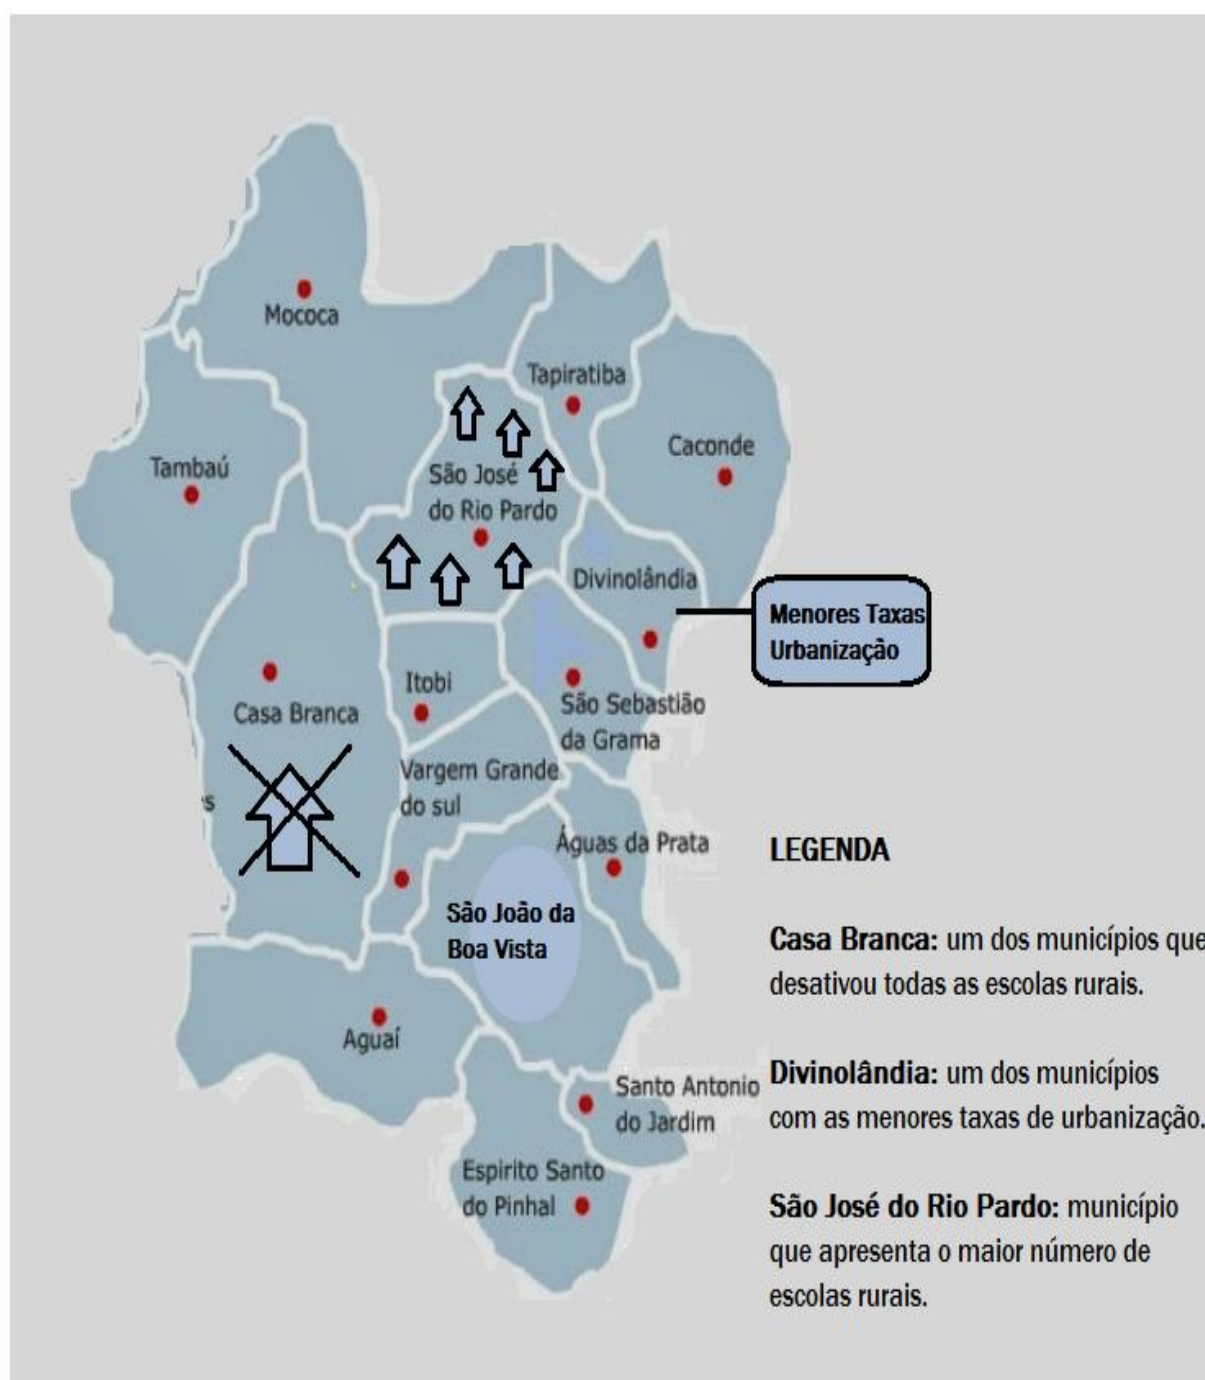 Mococa
Tapiratiba
Caconde
Tambaú
São José
do Rio Pardo
Divinolândia
Menores Taxas
Urbanização
Itobi
Casa Branca
São Sebastião
da Grama
Vargem Grande
do sul
s
Águas da Prata
São João da
Boa Vista
Aguaí
Santo Antonio
do Jardim
Espirito Santo
do Pinhal
LEGENDA
Casa Branca: um dos municípios que
desativou todas as escolas rurais.
Divinolândia: um dos municípios
com as menores taxas de urbanização.
São José do Rio Pardo: município
que apresenta o maior número de
escolas rurais.